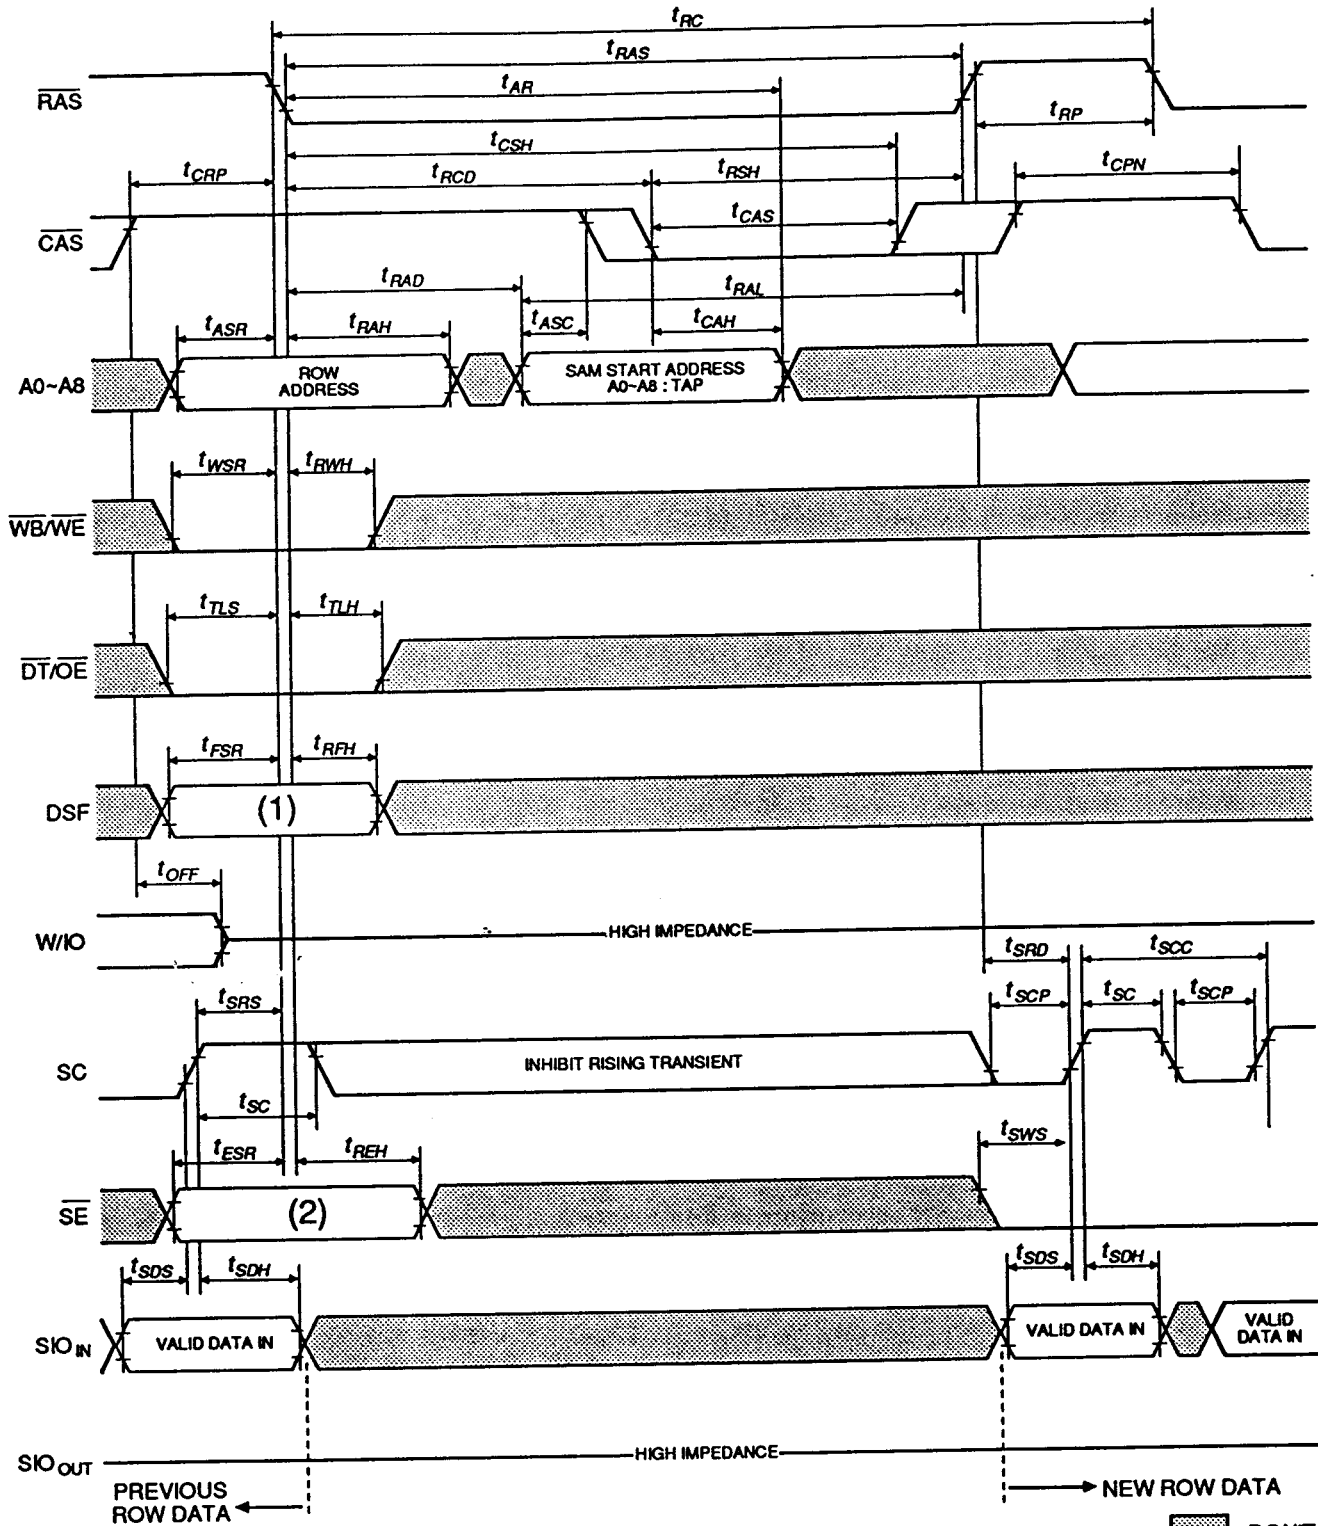 tRC
tRAS
tAR
RAS
tRP
tCSH
tCRP
tRCD
tRSH
tCPN
tCAS
CAS
tRAD
tRAL
tASR
tRAH
tASC
tCAH
A0~A8
ROW
ADDRESS
SAM START ADDRESS
A0~A8 : TAP
tWSR
tRWH
WB/WE
tTLS
tTLH
DT/OE
tFSR
tRFH
DSF
(1)
tOFF
W/IO
HIGH IMPEDANCE
tSRD
tSCC
tSRS
tSCP
tSC
tSCP
SC
INHIBIT RISING TRANSIENT
tSC
tESR
tREH
tSWS
SE
(2)
tSDS
tSDH
tSDS
tSDH
SIO IN
VALID DATA IN
VALID DATA IN
VALID
DATA IN
SIO OUT
HIGH IMPEDANCE
PREVIOUS
ROW DATA
NEW ROW DATA